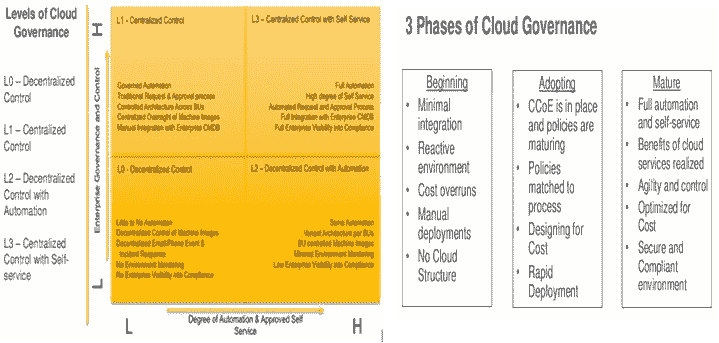 Levels of Cloud
Governance
L0 – Decentralized
Control
L1 – Centralized
Control
L2 – Decentralized
Control with
Automation
L3 – Centralized
Control with Self-
service
H
Enterprise Governance and Control
L
L1 - Centralized Control
Governed Automation
Traditional Request & Approval process
Controlled Architecture Across BUs
Centralized Oversight of Machine Images
Manual Integration with Enterprise CMDB
L3 – Centralized Control with Self Service
Full Automation
High degree of Self Service
Automated Request and Approval Process
Full Integration with Enterprise CMDB
Full Enterprise Visibility into Compliance
L0 - Decentralized Control
Little to No Automation
Decentralized Control of Machine Images
Decentralized Email/Phone Event &
Incident Response
No Environment Monitoring
No Enterprise Visibility into Compliance
L2 – Decentralized Control with Automation
Some Automation
Variant Architecture per BUs
BU controlled Machine Images
Minimal Environment Monitoring
Low Enterprise Visibility into Compliance
L
Degree of Automation & Approved Self
Service
H
3 Phases of Cloud Governance
Beginning
• Minimal
integration
• Reactive
environment
• Cost overruns
• Manual
deployments
• No Cloud
Structure
Adopting
• CCoE is in place
and policies are
maturing
• Policies
matched to
process
• Designing for
Cost
• Rapid
Deployment
Mature
• Full automation
and self-service
• Benefits of cloud
services realized
• Agility and control
• Optimized for
Cost
• Secure and
Compliant
environment